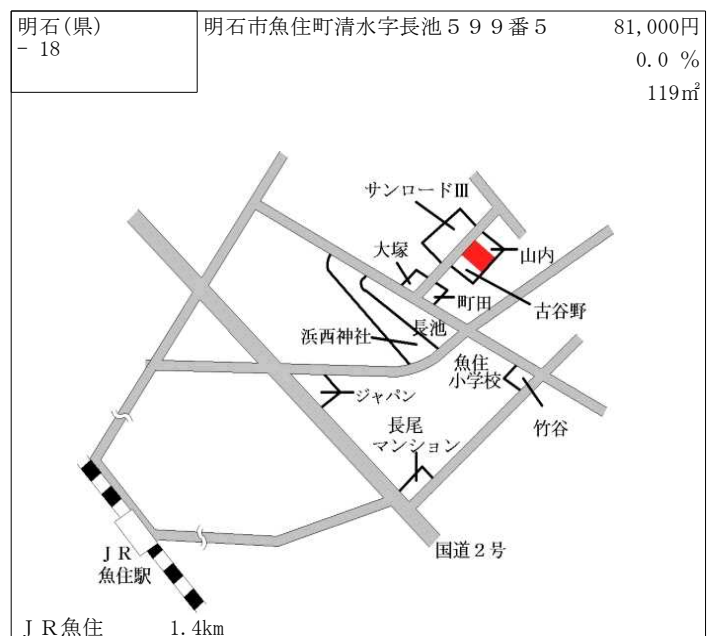 明石(県)
- 18
明石市魚住町清水字長池５９９番５
81,000円
0.0 %
119㎡
サンロードⅢ
大塚
山内
町田
古谷野
長池
浜西神社
魚住
小学校
ジャパン
竹谷
長尾
マンション
国道２号
ＪＲ
魚住駅
ＪＲ魚住 1.4km